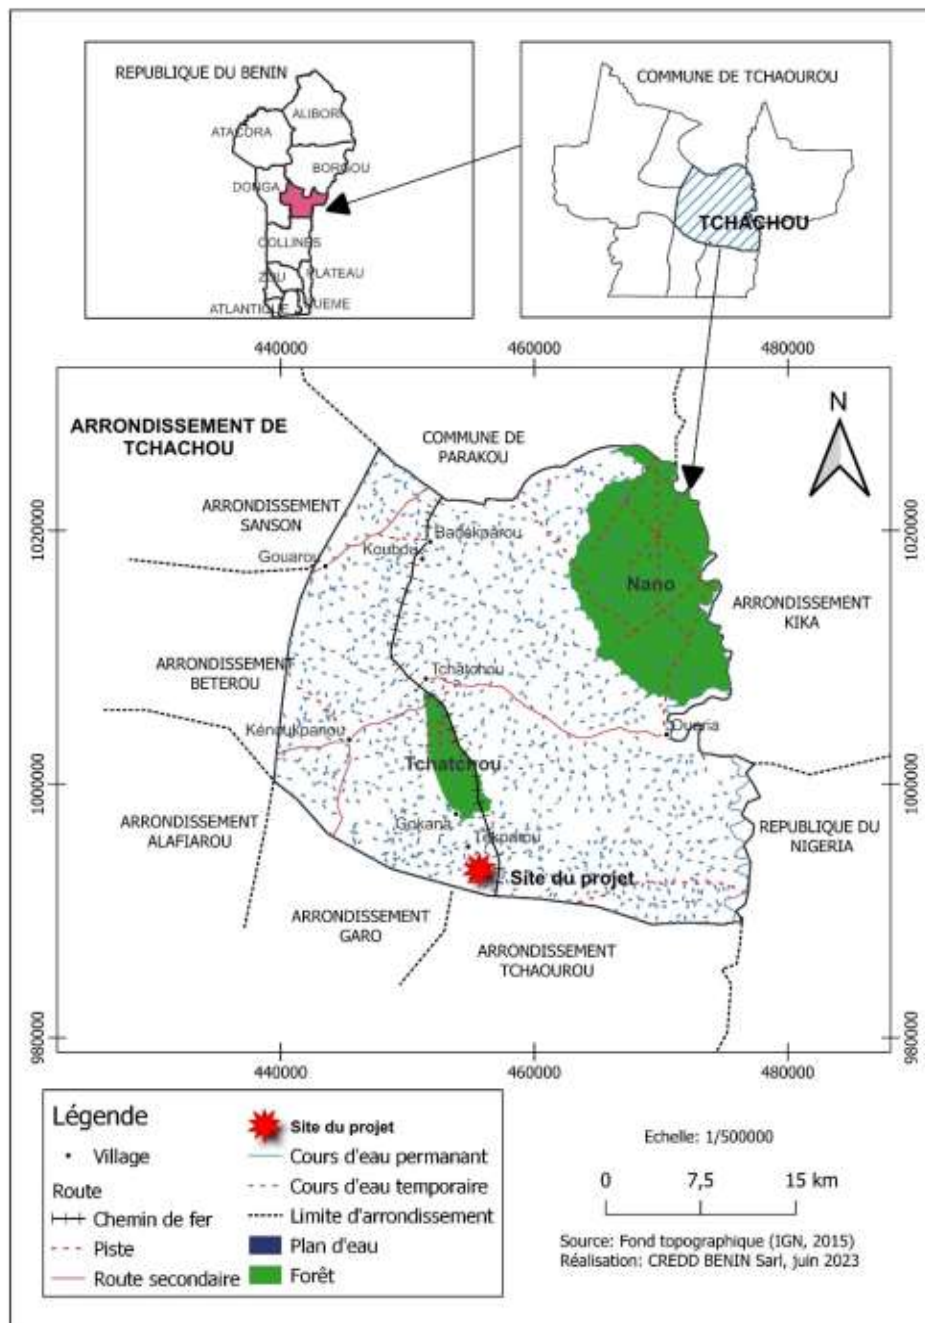 REPUBLIQUE DU BENIN
ALIBORI
ATACORA
BORGOU
DONGA
COLLINES
ZOU
PLATEAU
ATLANTIQUE
OUEME
COMMUNE DE TCHAOUROU
TCHACHOU
440000
460000
480000
ARRONDISSEMENT DE
TCHACHOU
COMMUNE DE
PARAKOU
N
ARRONDISSEMENT
SANSON
1020000
1020000
Badékparou
Koubda
Gouarou
Nano
ARRONDISSEMENT
KIKA
ARRONDISSEMENT
BETEROU
Tchatchou
Kénoukpanou
Tchatchou
1000000
1000000
Gokana
ARRONDISSEMENT
ALAFIAROU
REPUBLIQUE DU
NIGERIA
Site du projet
ARRONDISSEMENT
GARO
ARRONDISSEMENT
TCHAOUROU
980000
980000
440000
460000
480000
Légende
Village
Route
Chemin de fer
Piste
Route secondaire
Site du projet
Cours d'eau permanant
Cours d'eau temporaire
Limite d'arrondissement
Plan d'eau
Forêt
Echelle: 1/500000
0 7,5 15 km
Source: Fond topographique (IGN, 2015)
Réalisation: CREDD BENIN Sarl, juin 2023